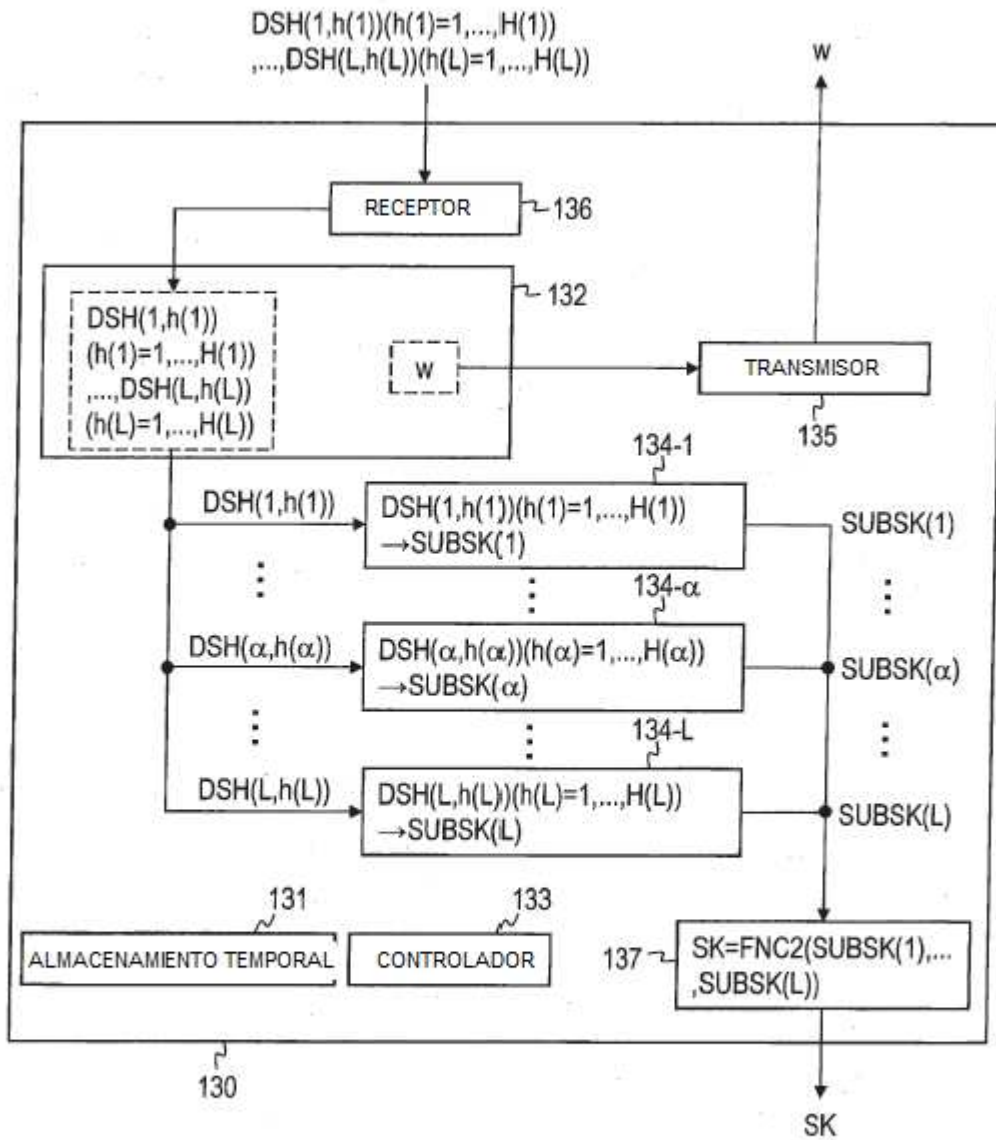 DSH(1,h(1))(h(1)=1,...,H(1))
,...,DSH(L,h(L))(h(L)=1,...,H(L))
w
RECEPTOR
136
132
DSH(1,h(1))
(h(1)=1,...,H(1))
,...,DSH(L,h(L))
(h(L)=1,...,H(L))
w
TRANSMISOR
135
134-1
DSH(1,h(1))
DSH(1,h(1))(h(1)=1,...,H(1))
→SUBSK(1)
SUBSK(1)
134-α
DSH(α,h(α))
DSH(α,h(α))(h(α)=1,...,H(α))
→SUBSK(α)
SUBSK(α)
134-L
DSH(L,h(L))
DSH(L,h(L))(h(L)=1,...,H(L))
→SUBSK(L)
SUBSK(L)
131
133
ALMACENAMIENTO TEMPORAL
CONTROLADOR
137
SK=FNC2(SUBSK(1),...
,SUBSK(L))
130
SK